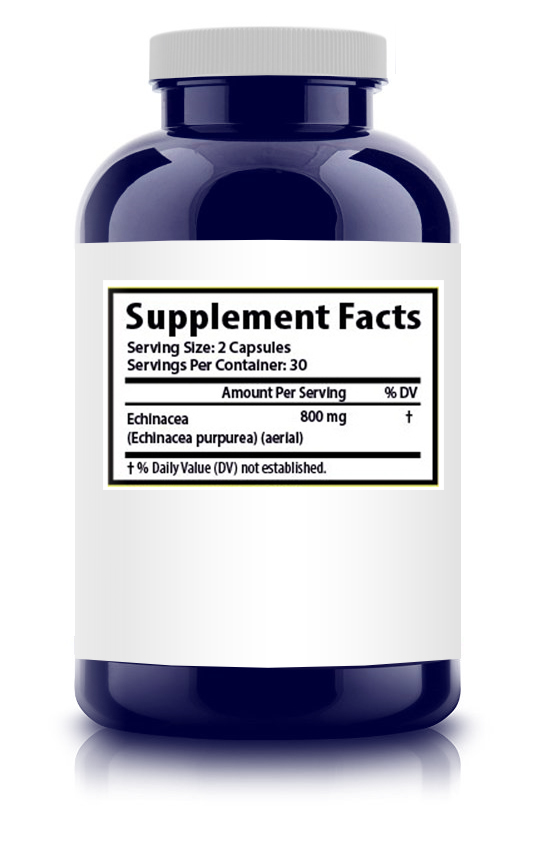 Supplement Facts
Serving Size: 2 Capsules
Servings Per Container: 30
Amount Per Serving % DV
Echinacea 800 mg †
(Echinacea purpurea) (aerial)
† % Daily Value (DV) not established.